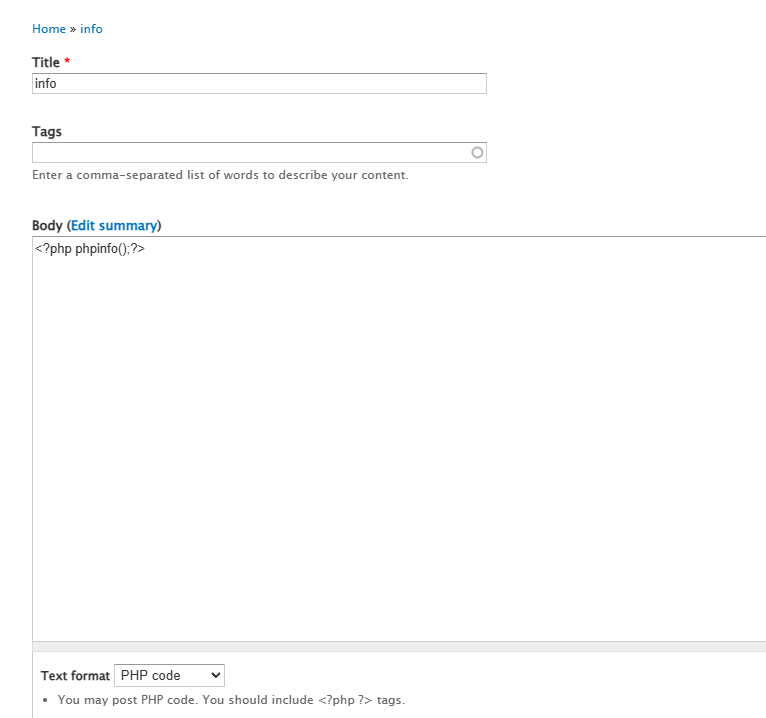 Home » info
Title *
info
Tags
Enter a comma-separated list of words to describe your content.
Body (Edit summary)
<?php phpinfo();?>
Text format PHP code
• You may post PHP code. You should include <?php ?> tags.